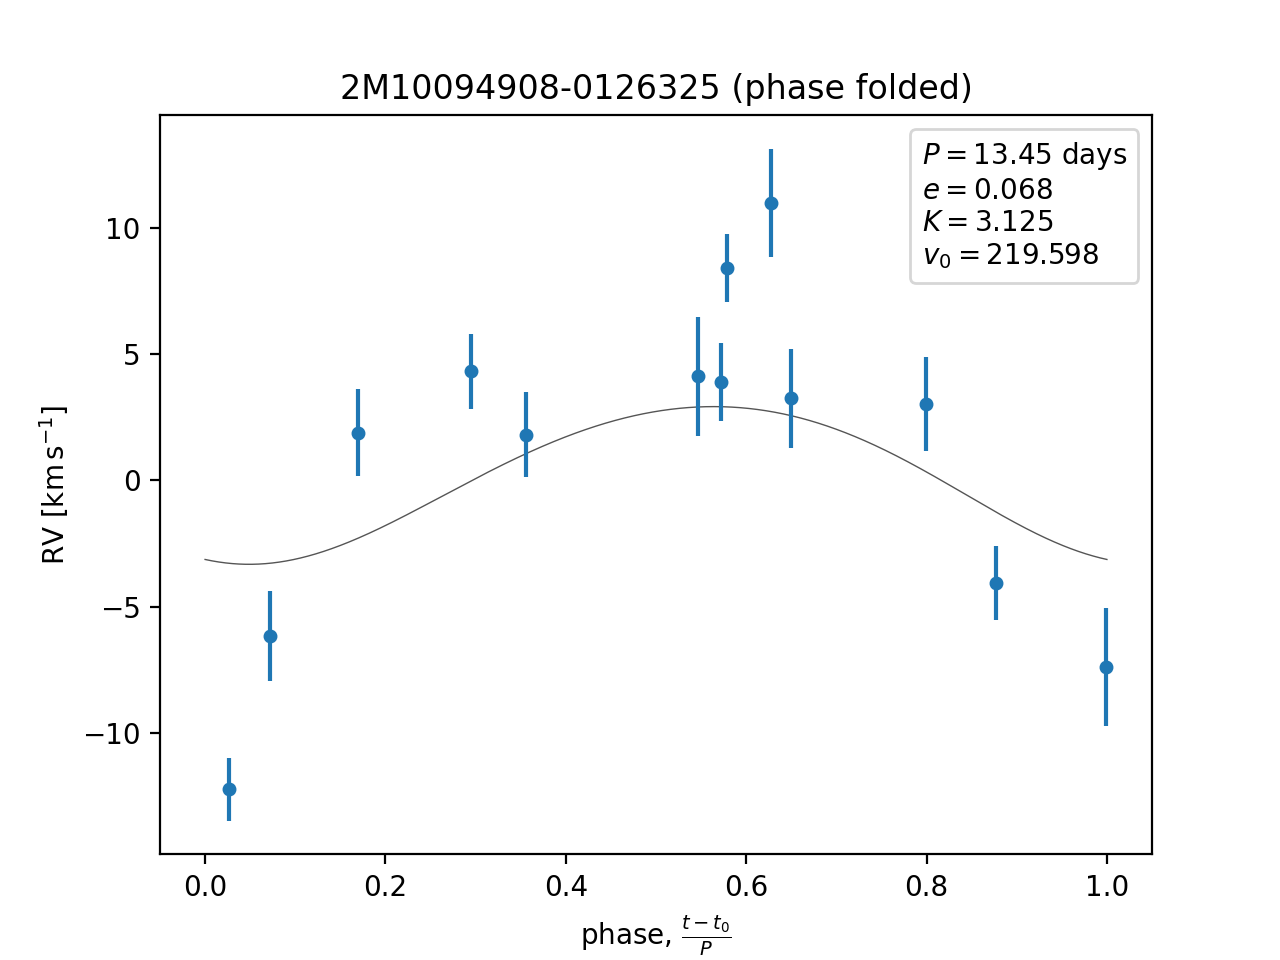 2M10094908-0126325 (phase folded)
P = 13.45 days
e = 0.068
K = 3.125
v₀ = 219.598
10
5
0
−5
−10
RV [km s⁻¹]
0.0 0.2 0.4 0.6 0.8 1.0
phase, (t − t₀)/P